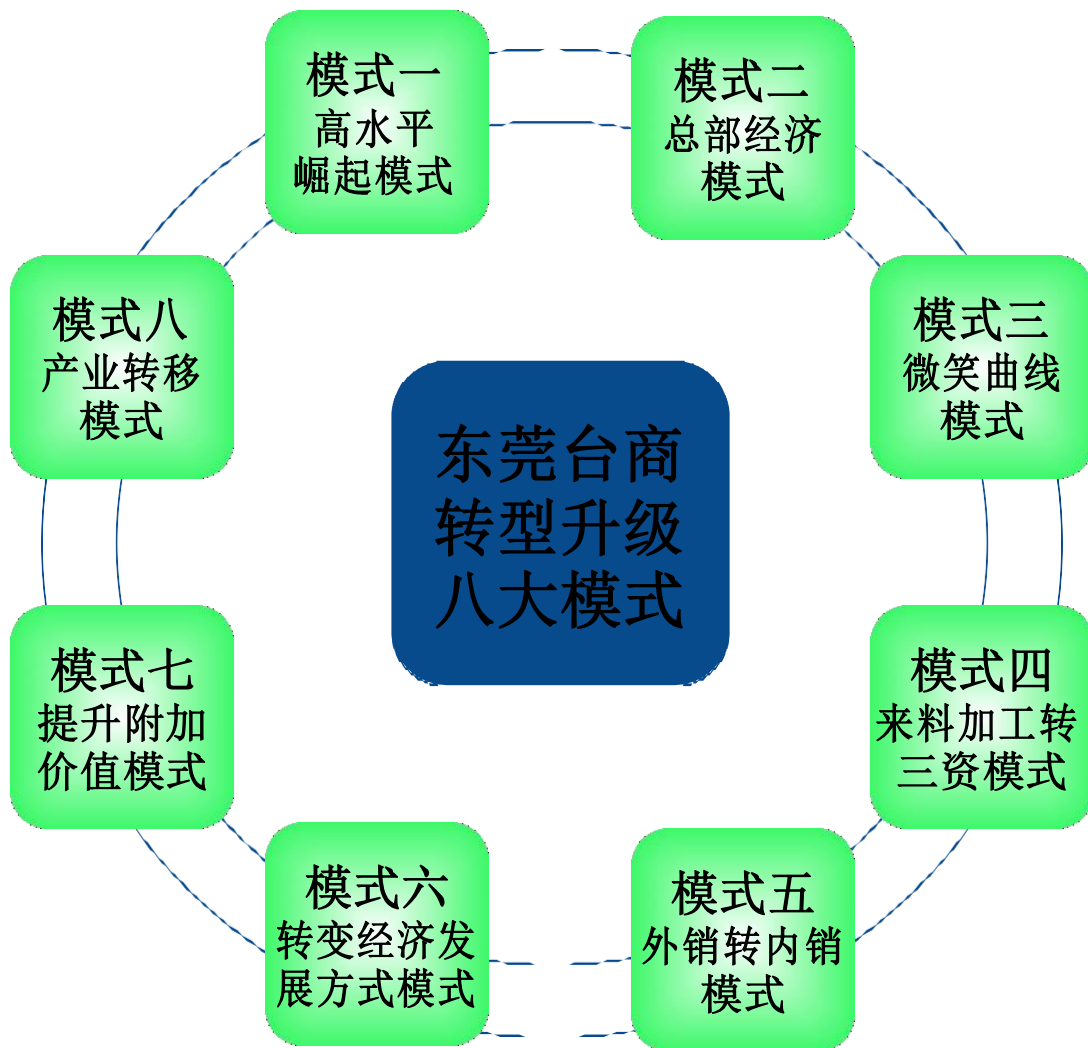 模式一
高水平
崛起模式
模式二
总部经济
模式
模式三
微笑曲线
模式
模式四
来料加工转
三资模式
模式五
外销转内销
模式
模式六
转变经济发
展方式模式
模式七
提升附加
价值模式
模式八
产业转移
模式
东莞台商
转型升级
八大模式